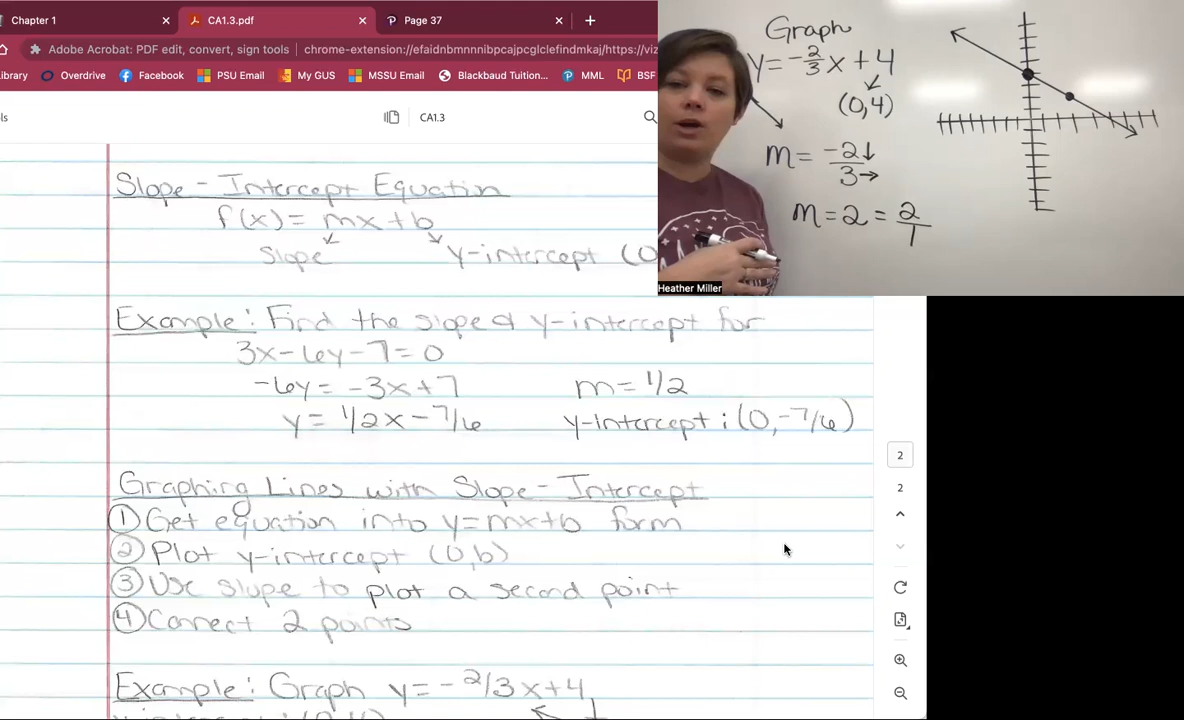 Chapter 1
CA1.3.pdf
Page 37
Adobe Acrobat: PDF edit, convert, sign tools
chrome-extension://efaidnbmnnnibpcajpcglclefindmkaj/https://viz
Library
Overdrive
Facebook
PSU Email
My GUS
MSSU Email
Blackbaud Tuition...
MML
BSF
CA1.3
Slope-Intercept Equation
f(x) = mx+b
slope y-intercept (0
Example: Find the slope & y-intercept for
3x-6y-7=0
-6y = -3x+7 m=1/2
y = 1/2x-7/6 y-intercept: (0,-7/6)
Graphing Lines with Slope-Intercept
① Get equation into y=mx+b form
② Plot y-intercept (0,b)
③ Use slope to plot a second point
④ Connect 2 points
Example: Graph y=-2/3x+4
y-intercept: (0,4)
Graph
y=-2/3x+4
(0,4)
m= -2↓/3→
m=2=2/1
Heather Miller
2
2